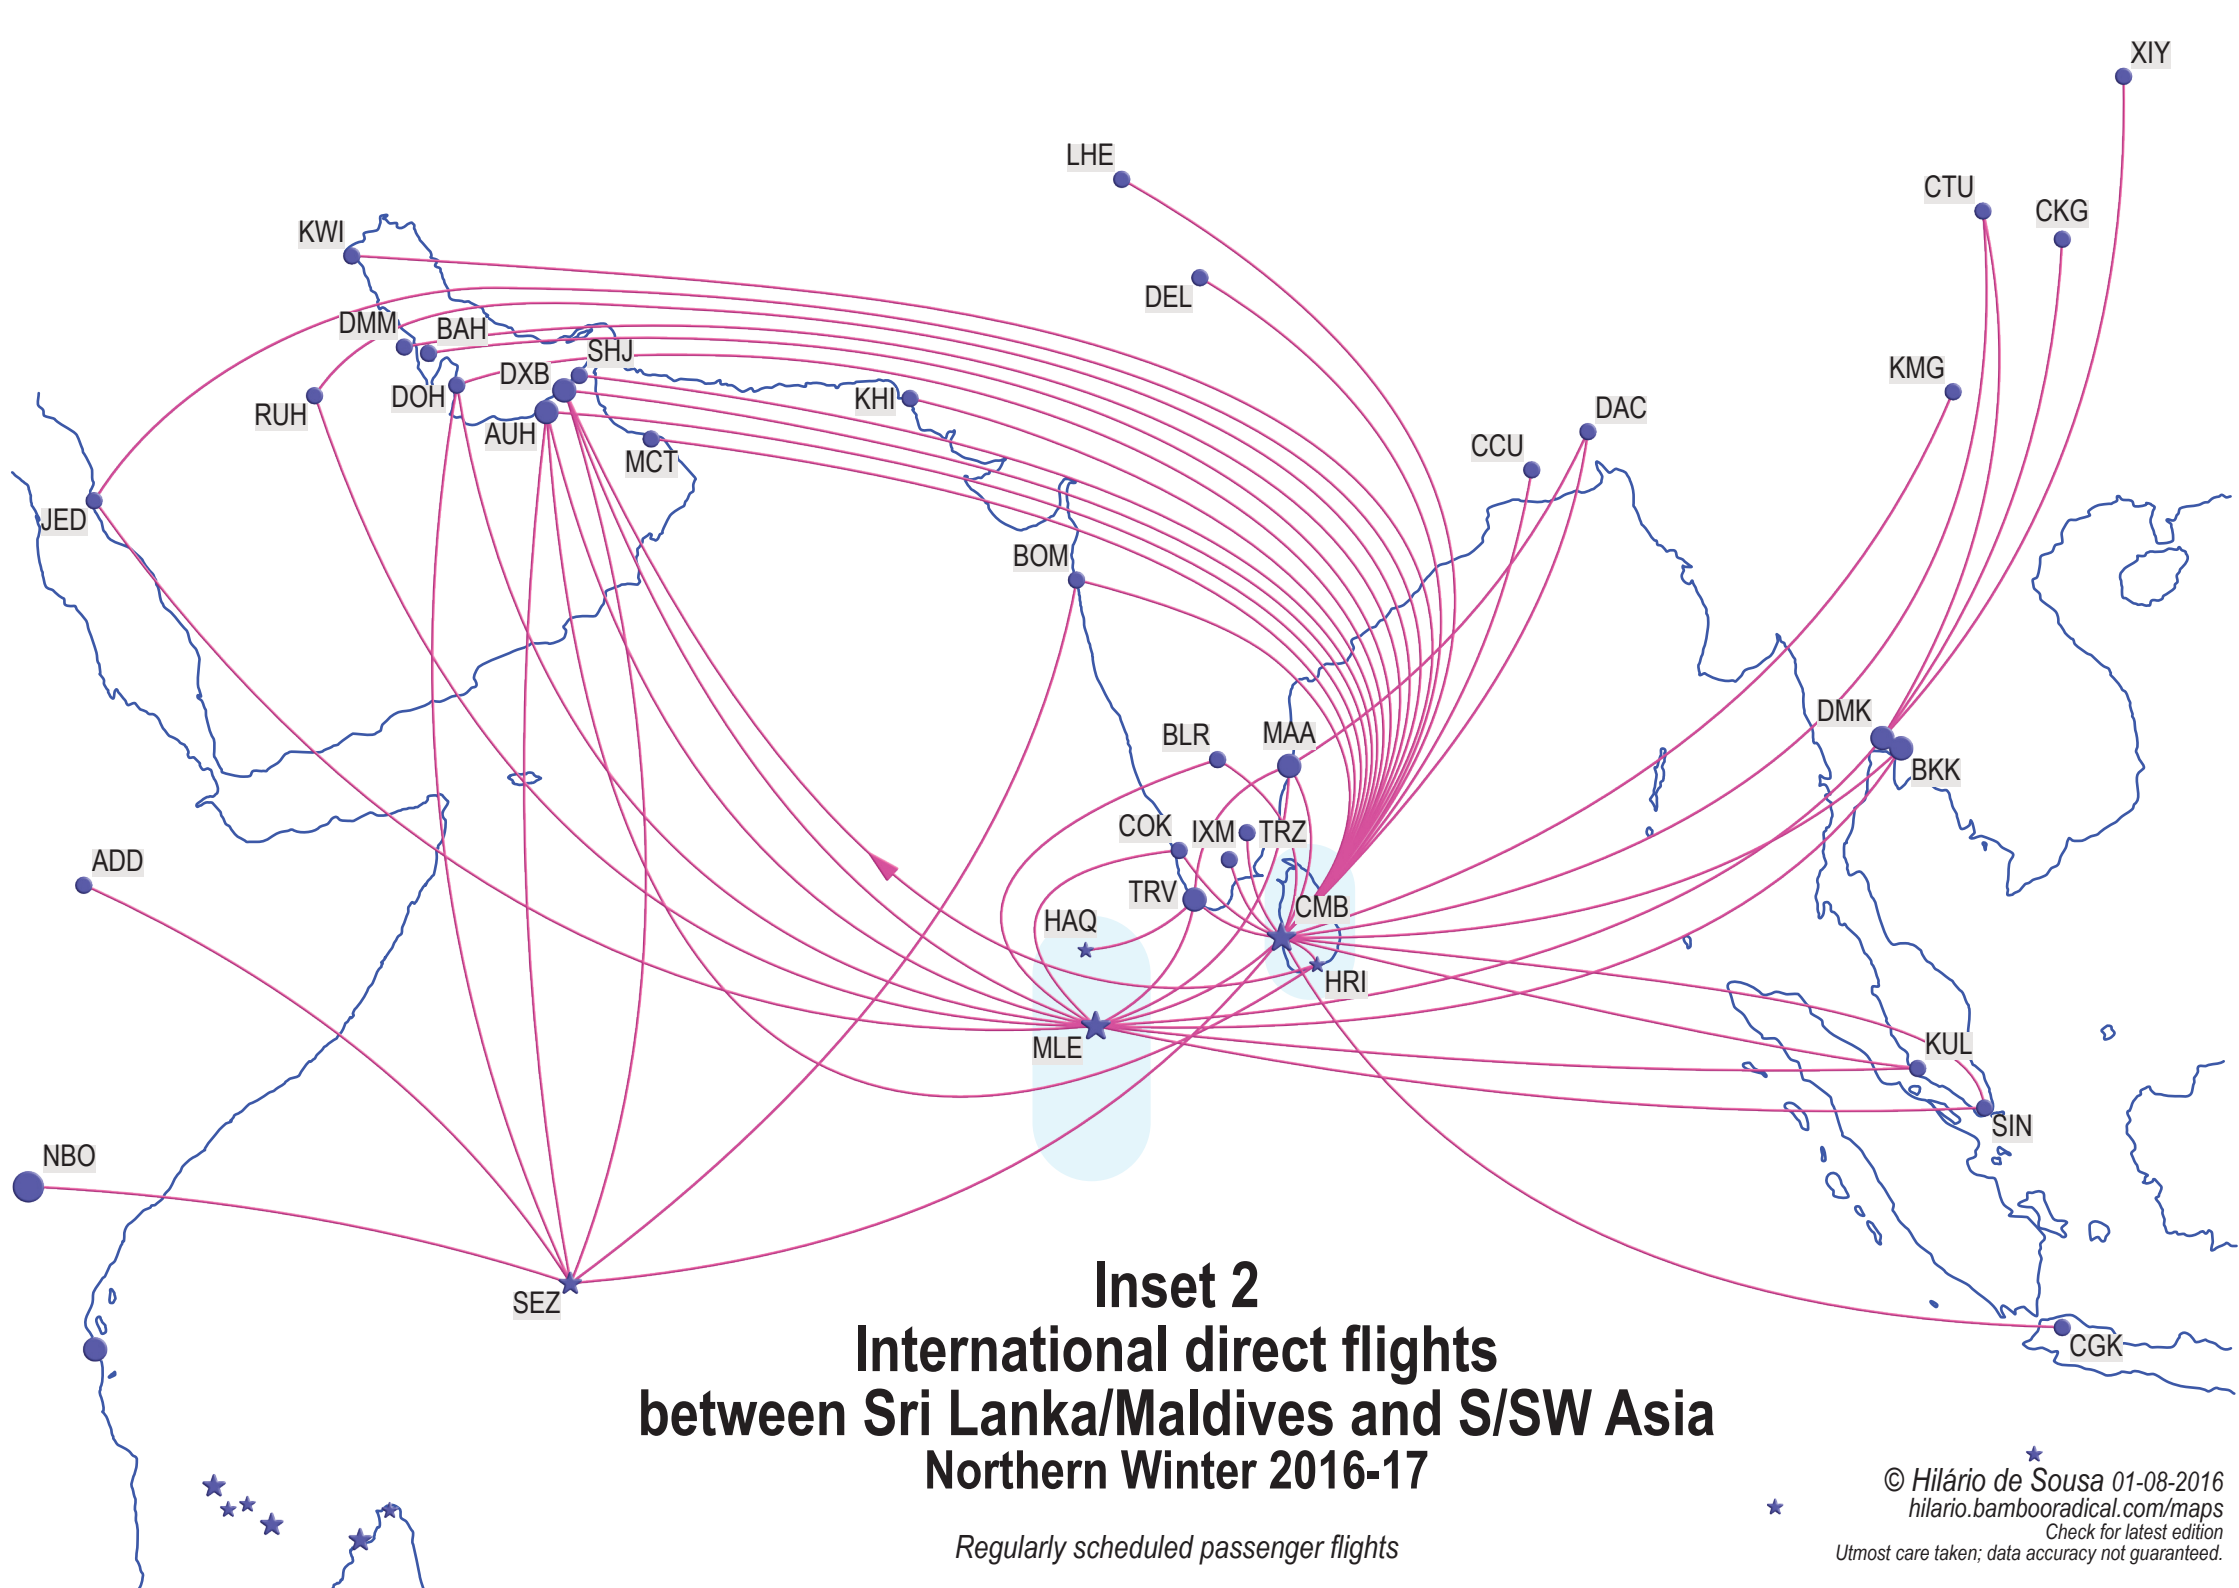 XIY
LHE
CTU
CKG
KWI
DEL
DMM
BAH
SHJ
DXB
KMG
DOH
KHI
RUH
DAC
AUH
MCT
CCU
JED
BOM
DMK
BLR
MAA
BKK
COK
IXM
TRZ
ADD
TRV
CMB
HAQ
HRI
MLE
KUL
SIN
NBO
SEZ
CGK
Inset 2
International direct flights
between Sri Lanka/Maldives and S/SW Asia
Northern Winter 2016-17
Regularly scheduled passenger flights
© Hilário de Sousa 01-08-2016
hilario.bambooradical.com/maps
Check for latest edition
Utmost care taken; data accuracy not guaranteed.